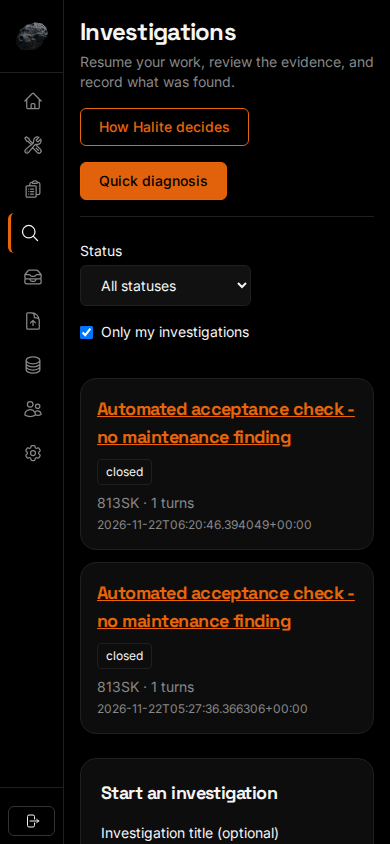 Investigations
Resume your work, review the evidence, and
record what was found.
How Halite decides
Quick diagnosis
Status
All statuses
Only my investigations
Automated acceptance check -
no maintenance finding
closed
813SK · 1 turns
2026-11-22T06:20:46.394049+00:00
Automated acceptance check -
no maintenance finding
closed
813SK · 1 turns
2026-11-22T05:27:36.366306+00:00
Start an investigation
Investigation title (optional)